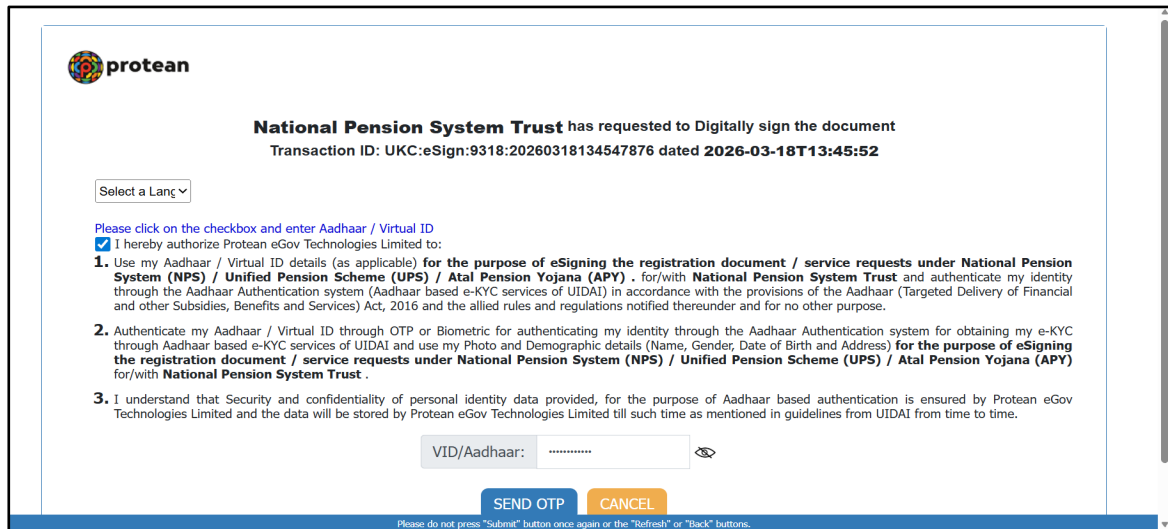 protean
National Pension System Trust has requested to Digitally sign the document
Transaction ID: UKC:eSign:9318:20260318134547876 dated 2026-03-18T13:45:52
Select a Lang
Please click on the checkbox and enter Aadhaar / Virtual ID
I hereby authorize Protean eGov Technologies Limited to:
1. Use my Aadhaar / Virtual ID details (as applicable) for the purpose of eSigning the registration document / service requests under National Pension
System (NPS) / Unified Pension Scheme (UPS) / Atal Pension Yojana (APY) . for/with National Pension System Trust and authenticate my identity
through the Aadhaar Authentication system (Aadhaar based e-KYC services of UIDAI) in accordance with the provisions of the Aadhaar (Targeted Delivery of Financial
and other Subsidies, Benefits and Services) Act, 2016 and the allied rules and regulations notified thereunder and for no other purpose.
2. Authenticate my Aadhaar / Virtual ID through OTP or Biometric for authenticating my identity through the Aadhaar Authentication system for obtaining my e-KYC
through Aadhaar based e-KYC services of UIDAI and use my Photo and Demographic details (Name, Gender, Date of Birth and Address) for the purpose of eSigning
the registration document / service requests under National Pension System (NPS) / Unified Pension Scheme (UPS) / Atal Pension Yojana (APY)
for/with National Pension System Trust .
3. I understand that Security and confidentiality of personal identity data provided, for the purpose of Aadhaar based authentication is ensured by Protean eGov
Technologies Limited and the data will be stored by Protean eGov Technologies Limited till such time as mentioned in guidelines from UIDAI from time to time.
VID/Aadhaar: ············
SEND OTP CANCEL
Please do not press "Submit" button once again or the "Refresh" or "Back" buttons.